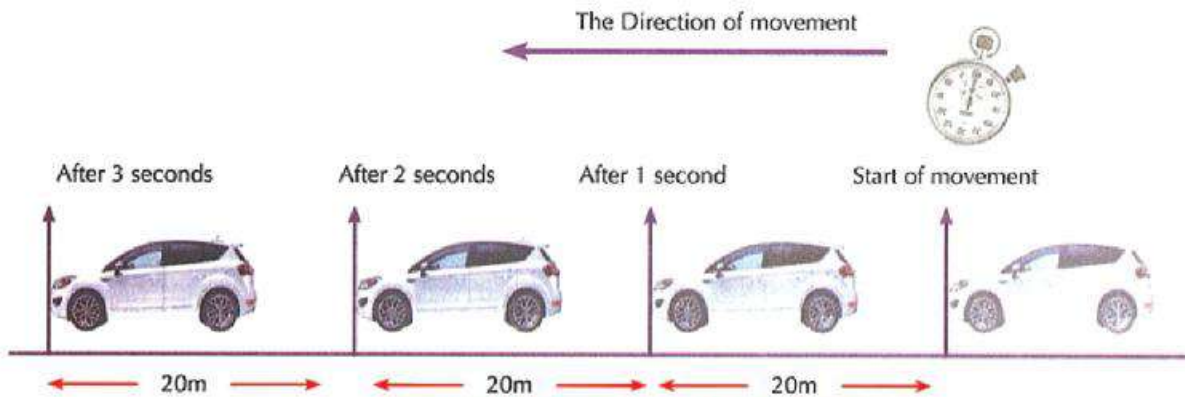 The Direction of movement
After 3 seconds
After 2 seconds
After 1 second
Start of movement
20m
20m
20m